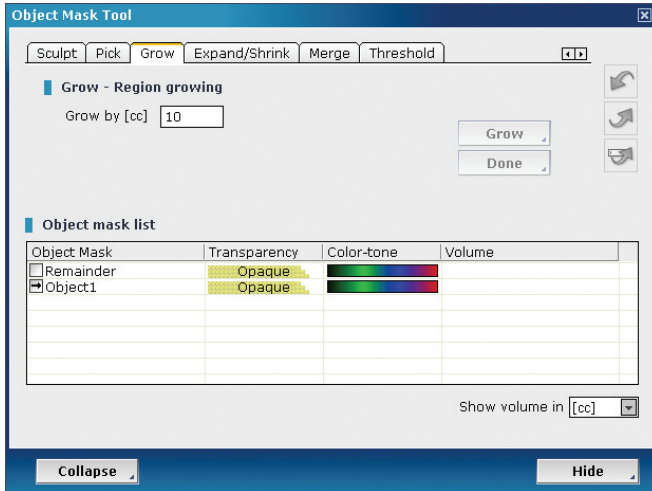 Object Mask Tool
Sculpt Pick Grow Expand/Shrink Merge Threshold
Grow - Region growing
Grow by [cc] 10
Grow
Done
Object mask list
Object Mask Transparency Color-tone Volume
Remainder Opaque
Object1 Opaque
Show volume in [cc]
Collapse Hide